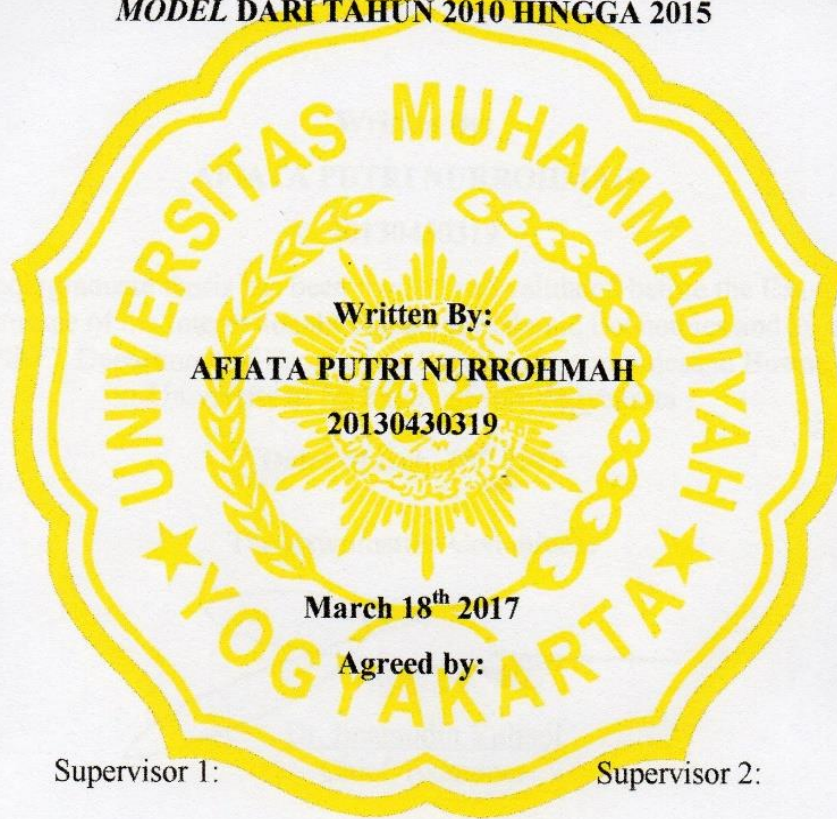 MODEL DARI TAHUN 2010 HINGGA 2015
UNIVERSITAS MUHAMMADIYAH
YOGYAKARTA
Written By:
AFIATA PUTRI NURROHMAH
20130430319
March 18th 2017
Agreed by:
Supervisor 1: Supervisor 2: